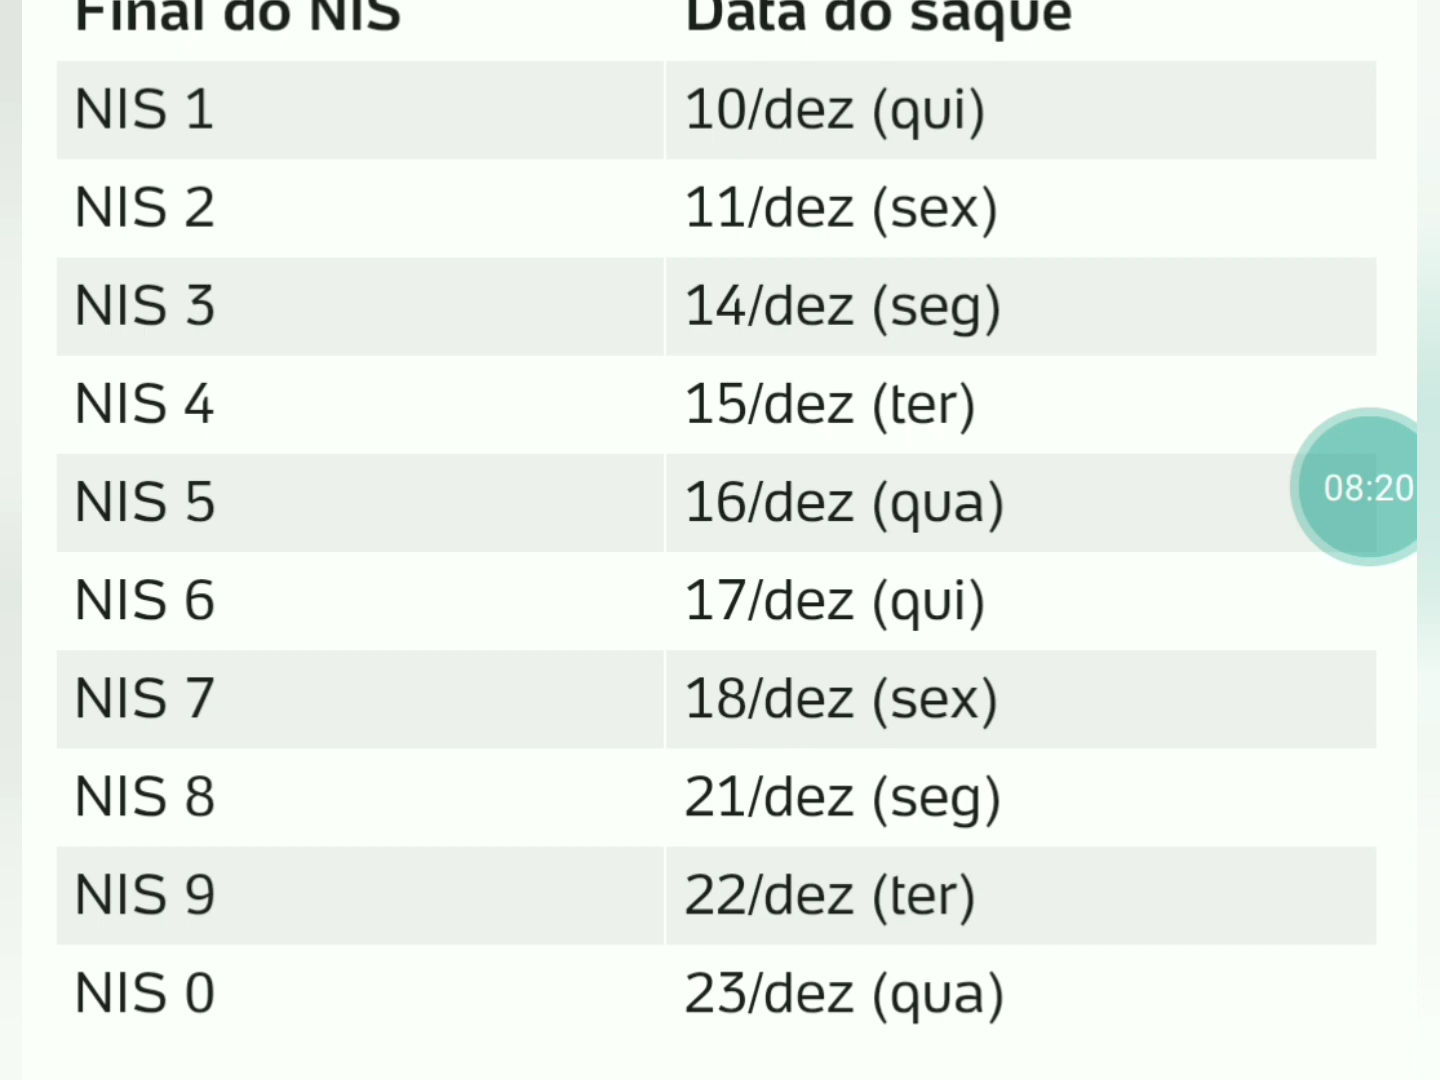 Final do NIS Data do saque
NIS 1 10/dez (qui)
NIS 2 11/dez (sex)
NIS 3 14/dez (seg)
NIS 4 15/dez (ter)
NIS 5 16/dez (qua)
08:20
NIS 6 17/dez (qui)
NIS 7 18/dez (sex)
NIS 8 21/dez (seg)
NIS 9 22/dez (ter)
NIS 0 23/dez (qua)